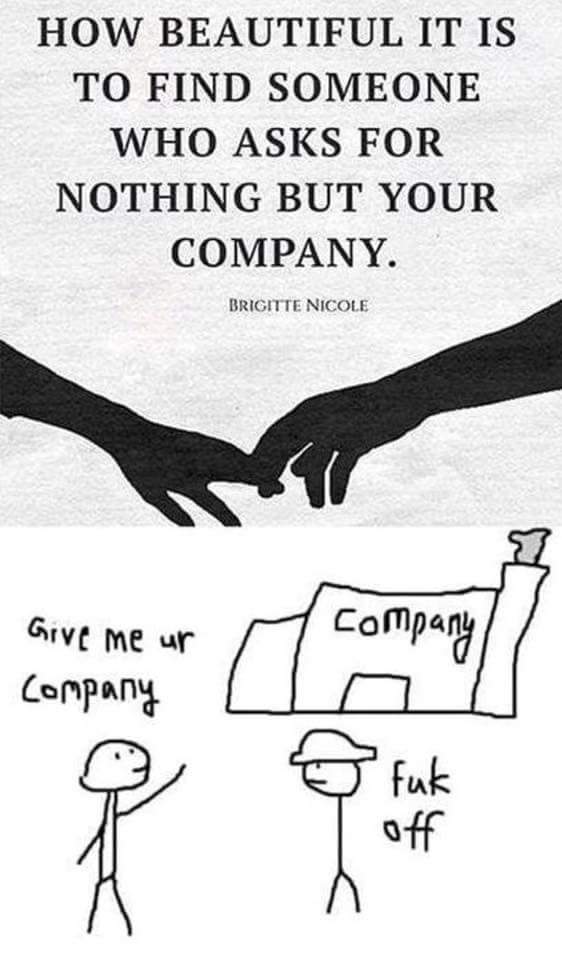 HOW BEAUTIFUL IT IS
TO FIND SOMEONE
WHO ASKS FOR
NOTHING BUT YOUR
COMPANY.
BRIGITTE NICOLE
Give me ur
Company
Company
Fuk
off